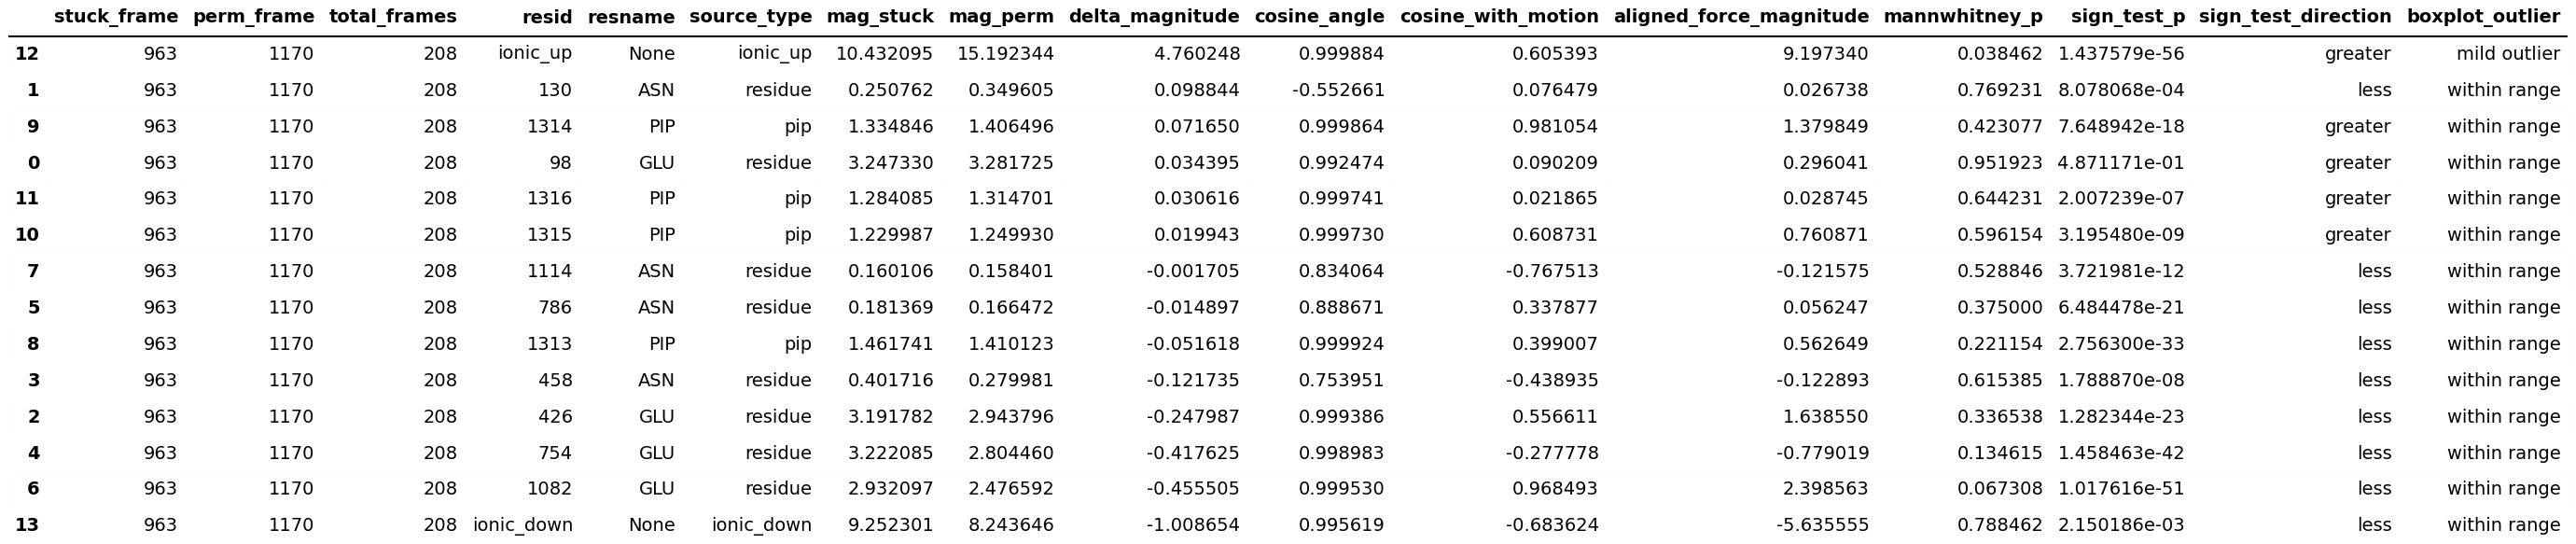 stuck_frame perm_frame total_frames resid resname source_type mag_stuck mag_perm delta_magnitude cosine_angle cosine_with_motion aligned_force_magnitude mannwhitney_p sign_test_p sign_test_direction boxplot_outlier
12 963 1170 208 ionic_up None ionic_up 10.432095 15.192344 4.760248 0.999884 0.605393 9.197340 0.038462 1.437579e-56 greater mild outlier
1 963 1170 208 130 ASN residue 0.250762 0.349605 0.098844 -0.552661 0.076479 0.026738 0.769231 8.078068e-04 less within range
9 963 1170 208 1314 PIP pip 1.334846 1.406496 0.071650 0.999864 0.981054 1.379849 0.423077 7.648942e-18 greater within range
0 963 1170 208 98 GLU residue 3.247330 3.281725 0.034395 0.992474 0.090209 0.296041 0.951923 4.871171e-01 greater within range
11 963 1170 208 1316 PIP pip 1.284085 1.314701 0.030616 0.999741 0.021865 0.028745 0.644231 2.007239e-07 greater within range
10 963 1170 208 1315 PIP pip 1.229987 1.249930 0.019943 0.999730 0.608731 0.760871 0.596154 3.195480e-09 greater within range
7 963 1170 208 1114 ASN residue 0.160106 0.158401 -0.001705 0.834064 -0.767513 -0.121575 0.528846 3.721981e-12 less within range
5 963 1170 208 786 ASN residue 0.181369 0.166472 -0.014897 0.888671 0.337877 0.056247 0.375000 6.484478e-21 less within range
8 963 1170 208 1313 PIP pip 1.461741 1.410123 -0.051618 0.999924 0.399007 0.562649 0.221154 2.756300e-33 less within range
3 963 1170 208 458 ASN residue 0.401716 0.279981 -0.121735 0.753951 -0.438935 -0.122893 0.615385 1.788870e-08 less within range
2 963 1170 208 426 GLU residue 3.191782 2.943796 -0.247987 0.999386 0.556611 1.638550 0.336538 1.282344e-23 less within range
4 963 1170 208 754 GLU residue 3.222085 2.804460 -0.417625 0.998983 -0.277778 -0.779019 0.134615 1.458463e-42 less within range
6 963 1170 208 1082 GLU residue 2.932097 2.476592 -0.455505 0.999530 0.968493 2.398563 0.067308 1.017616e-51 less within range
13 963 1170 208 ionic_down None ionic_down 9.252301 8.243646 -1.008654 0.995619 -0.683624 -5.635555 0.788462 2.150186e-03 less within range